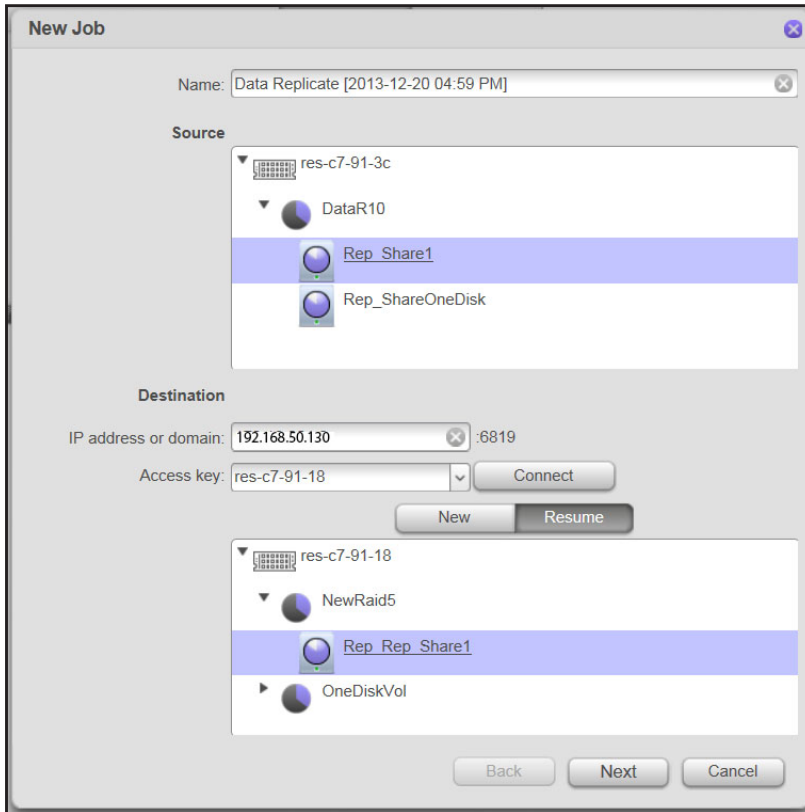 New Job
Name: Data Replicate [2013-12-20 04:59 PM]
Source
res-c7-91-3c
DataR10
Rep_Share1
Rep_ShareOneDisk
Destination
IP address or domain: 192.168.50.130 :6819
Access key: res-c7-91-18 Connect
New Resume
res-c7-91-18
NewRaid5
Rep_Rep_Share1
OneDiskVol
Back Next Cancel